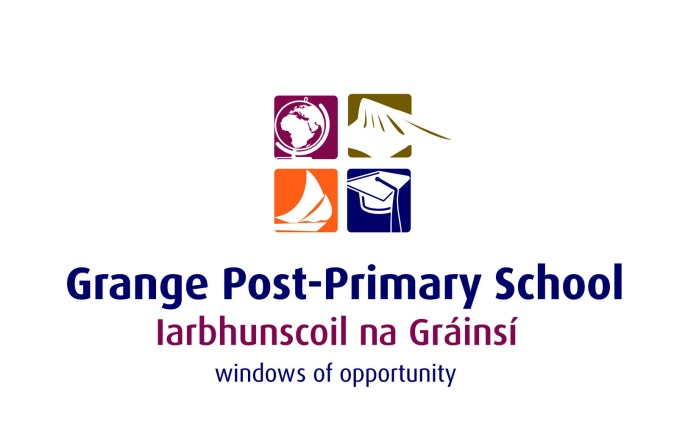 Grange Post-Primary School
Iarbhunscoil na Gráinsí
windows of opportunity